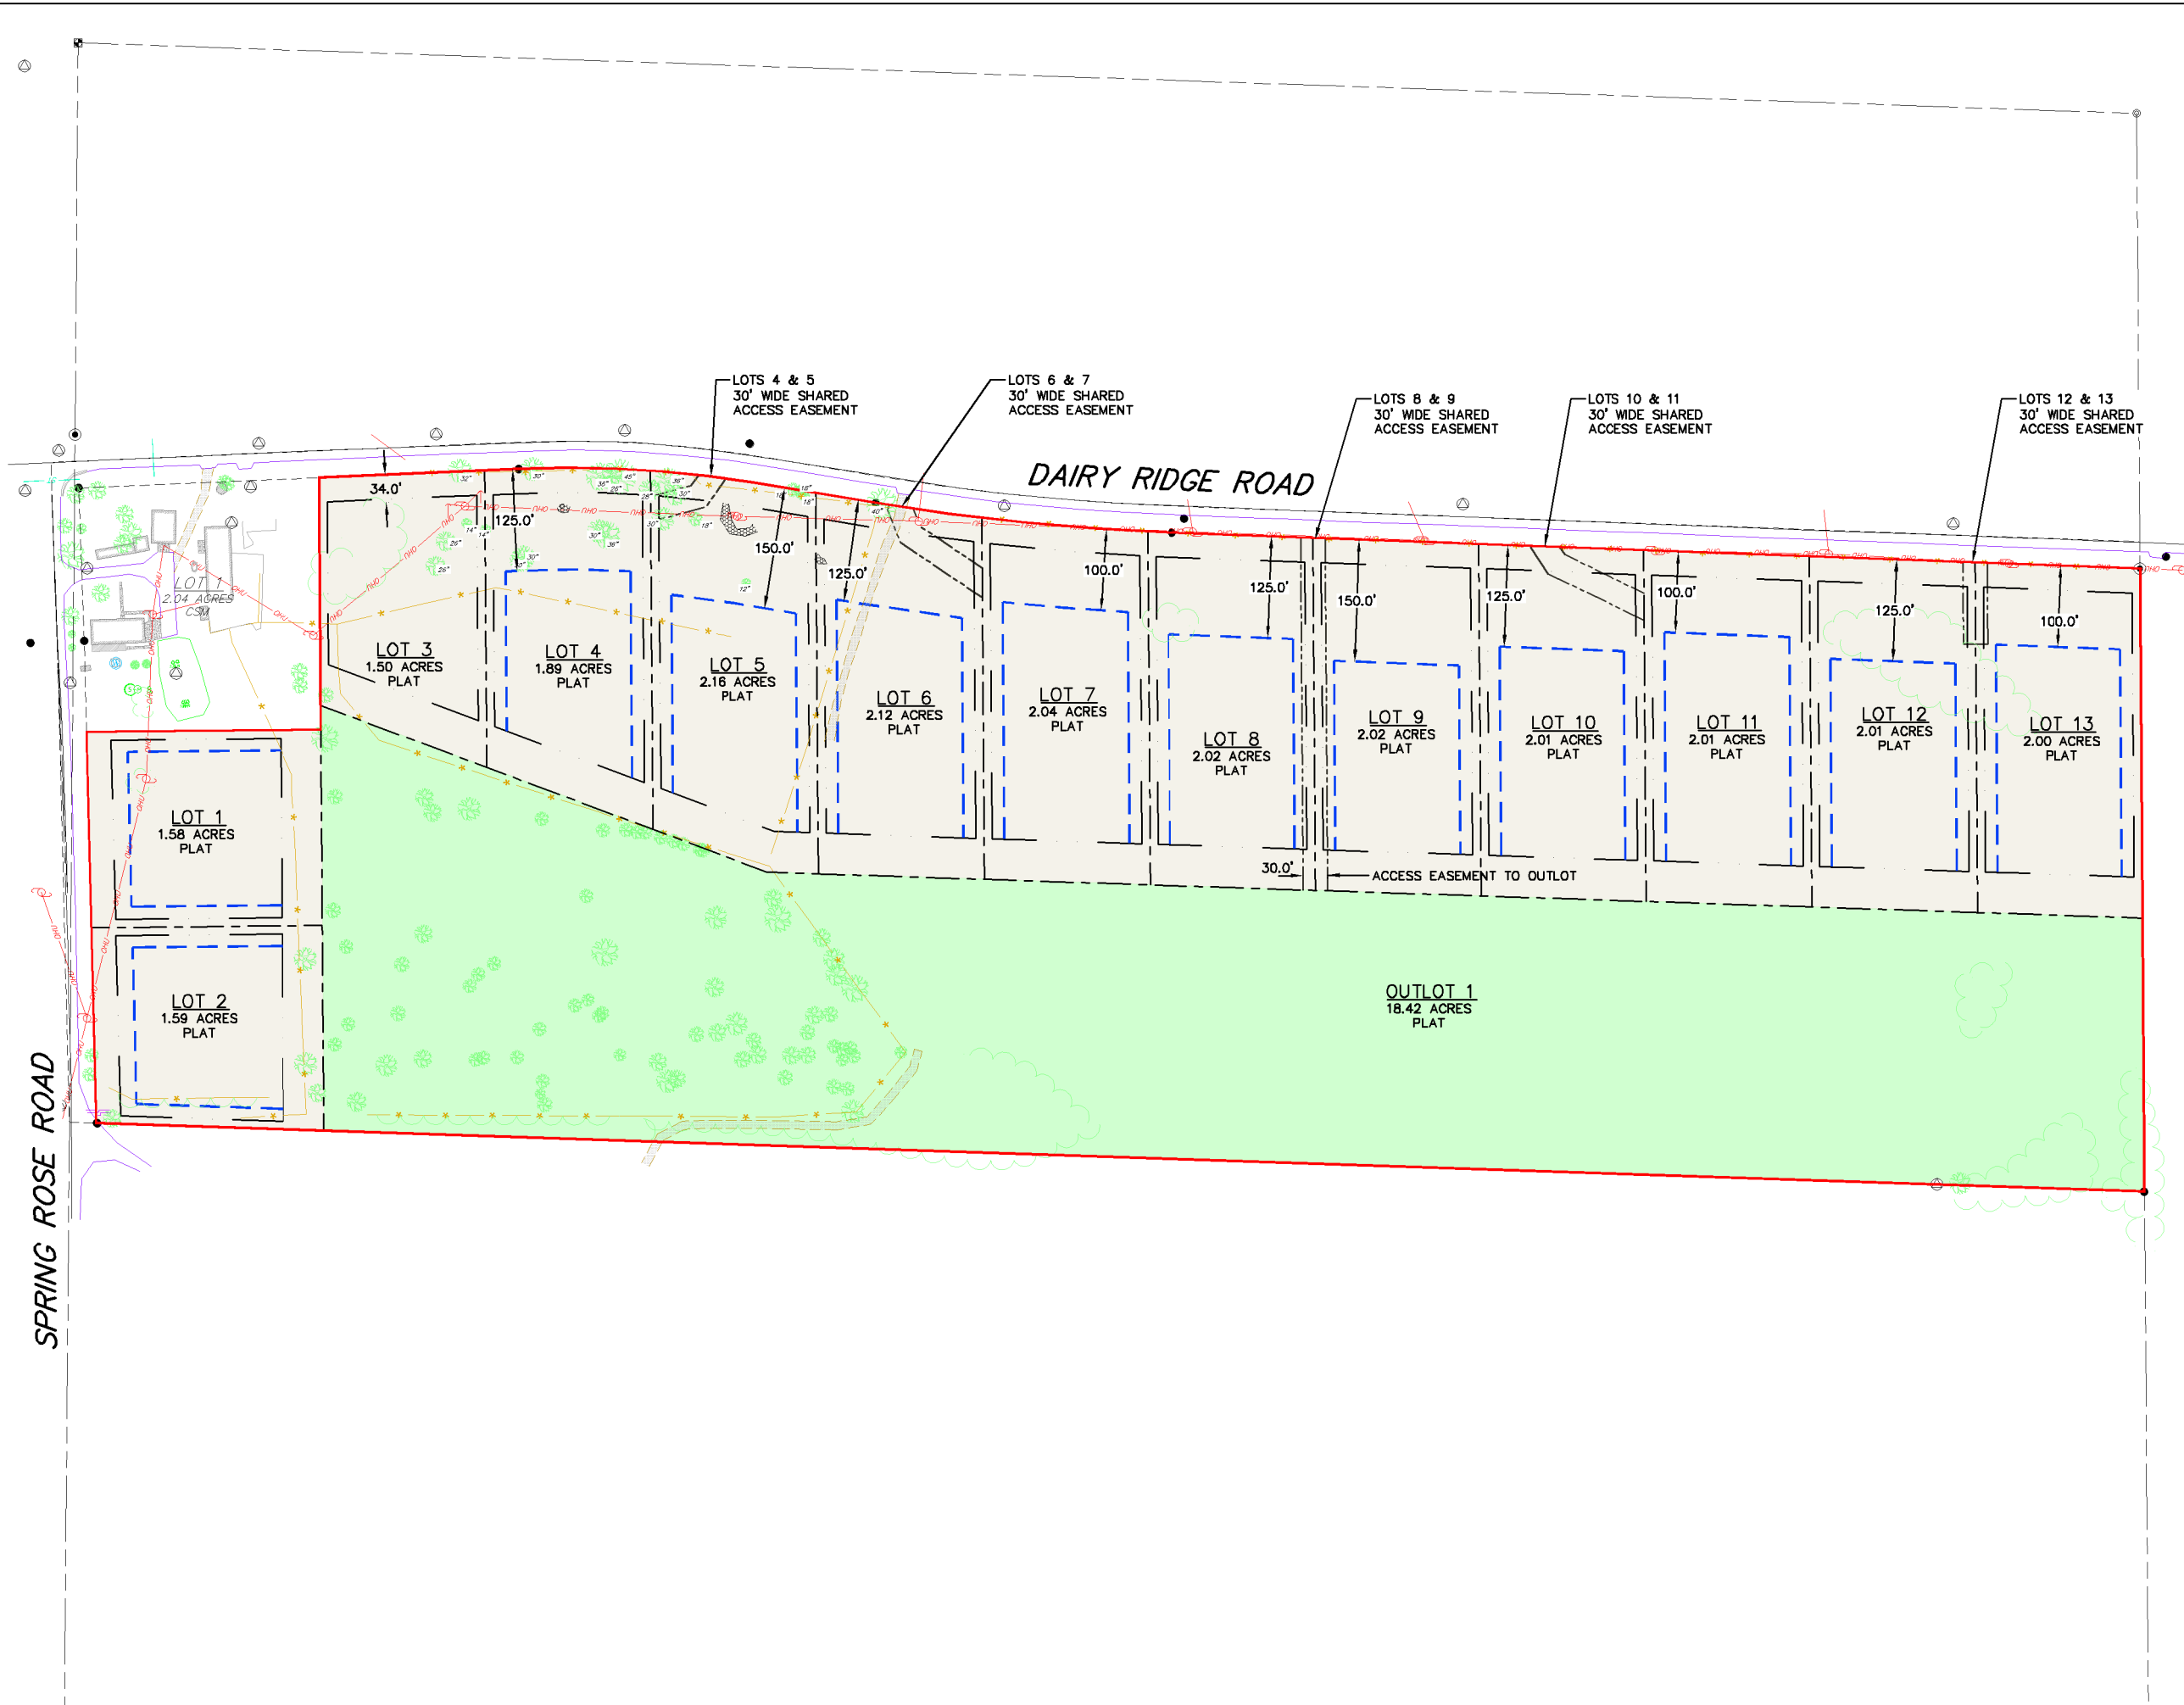 LOTS 4 & 5
30' WIDE SHARED
ACCESS EASEMENT
LOTS 6 & 7
30' WIDE SHARED
ACCESS EASEMENT
LOTS 8 & 9
30' WIDE SHARED
ACCESS EASEMENT
LOTS 10 & 11
30' WIDE SHARED
ACCESS EASEMENT
LOTS 12 & 13
30' WIDE SHARED
ACCESS EASEMENT
DAIRY RIDGE ROAD
34.0'
125.0'
150.0'
125.0'
100.0'
125.0'
150.0'
125.0'
100.0'
125.0'
100.0'
LOT 1
2.04 ACRES
CSM
LOT 3
1.50 ACRES
PLAT
LOT 4
1.89 ACRES
PLAT
LOT 5
2.16 ACRES
PLAT
LOT 6
2.12 ACRES
PLAT
LOT 7
2.04 ACRES
PLAT
LOT 8
2.02 ACRES
PLAT
LOT 9
2.02 ACRES
PLAT
LOT 10
2.01 ACRES
PLAT
LOT 11
2.01 ACRES
PLAT
LOT 12
2.01 ACRES
PLAT
LOT 13
2.00 ACRES
PLAT
LOT 1
1.58 ACRES
PLAT
30.0'
ACCESS EASEMENT TO OUTLOT
LOT 2
1.59 ACRES
PLAT
OUTLOT 1
18.42 ACRES
PLAT
SPRING ROSE ROAD